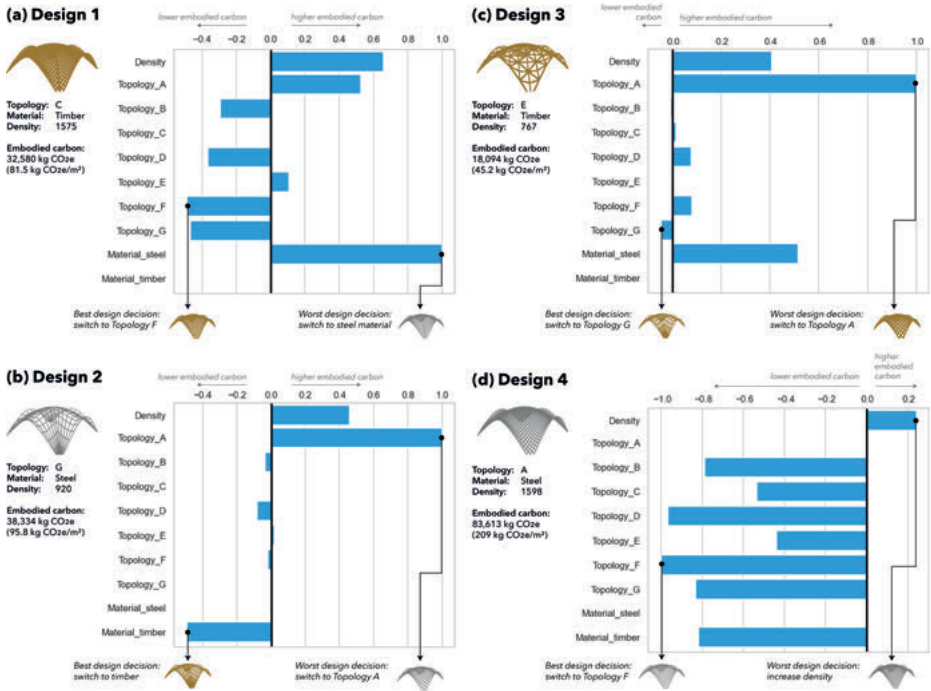 (a) Design 1
lower embodied carbon
higher embodied carbon
−0.4 −0.2 0.0 0.2 0.4 0.6 0.8 1.0
Topology: C
Material: Timber
Density: 1575
Embodied carbon:
32,580 kg COze
(81.5 kg COze/m²)
Density
Topology_A
Topology_B
Topology_C
Topology_D
Topology_E
Topology_F
Topology_G
Material_steel
Material_timber
Best design decision:
switch to Topology F
Worst design decision:
switch to steel material
(c) Design 3
lower embodied
carbon
higher embodied carbon
0.0 0.2 0.4 0.6 0.8 1.0
Topology: E
Material: Timber
Density: 767
Embodied carbon:
18,094 kg COze
(45.2 kg COze/m²)
Density
Topology_A
Topology_B
Topology_C
Topology_D
Topology_E
Topology_F
Topology_G
Material_steel
Material_timber
Best design decision:
switch to Topology G
Worst design decision:
switch to Topology A
(b) Design 2
lower embodied carbon
higher embodied carbon
−0.4 −0.2 0.0 0.2 0.4 0.6 0.8 1.0
Topology: G
Material: Steel
Density: 920
Embodied carbon:
38,334 kg COze
(95.8 kg COze/m²)
Density
Topology_A
Topology_B
Topology_C
Topology_D
Topology_E
Topology_F
Topology_G
Material_steel
Material_timber
Best design decision:
switch to timber
Worst design decision:
switch to Topology A
(d) Design 4
lower embodied carbon
higher
embodied
carbon
−1.0 −0.8 −0.6 −0.4 −0.2 0.0 0.2
Topology: A
Material: Steel
Density: 1598
Embodied carbon:
83,613 kg COze
(209 kg COze/m²)
Density
Topology_A
Topology_B
Topology_C
Topology_D
Topology_E
Topology_F
Topology_G
Material_steel
Material_timber
Best design decision:
switch to Topology F
Worst design decision:
increase density